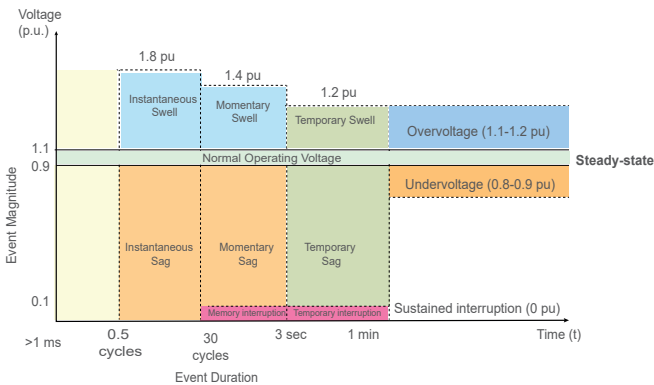 Voltage
(p.u.)
1.8 pu
1.4 pu
1.2 pu
Instantaneous
Swell
Momentary
Swell
Temporary Swell
Overvoltage (1.1-1.2 pu)
1.1
Normal Operating Voltage
Steady-state
0.9
Undervoltage (0.8-0.9 pu)
Event Magnitude
Instantaneous
Sag
Momentary
Sag
Temporary
Sag
0.1
Memory interruption
Temporary interruption
Sustained interruption (0 pu)
>1 ms
0.5
cycles
30
cycles
3 sec
1 min
Time (t)
Event Duration